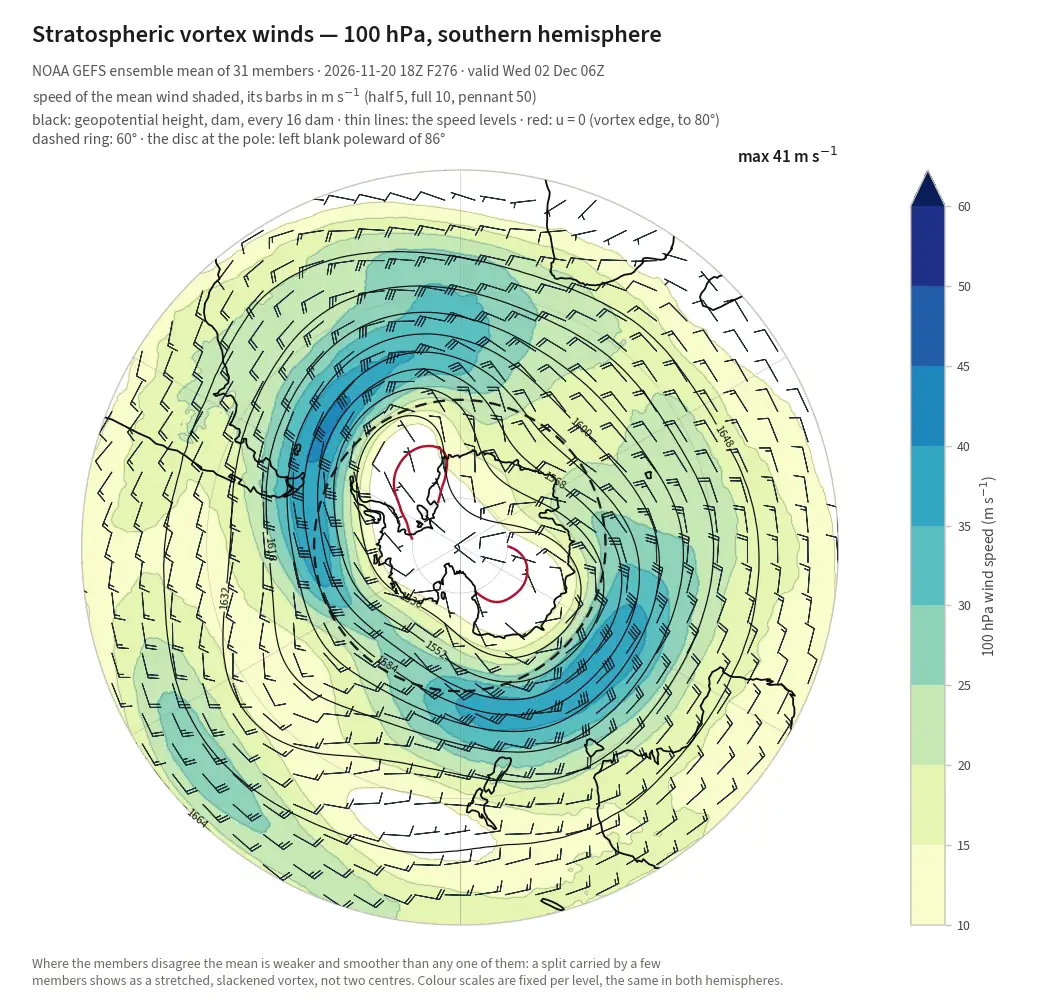 Stratospheric vortex winds — 100 hPa, southern hemisphere
NOAA GEFS ensemble mean of 31 members · 2026-11-20 18Z F276 · valid Wed 02 Dec 06Z
speed of the mean wind shaded, its barbs in m s⁻¹ (half 5, full 10, pennant 50)
black: geopotential height, dam, every 16 dam · thin lines: the speed levels · red: u = 0 (vortex edge, to 80°)
dashed ring: 60° · the disc at the pole: left blank poleward of 86°
max 41 m s⁻¹
60
50
45
40
35
30
25
20
15
10
100 hPa wind speed (m s⁻¹)
1600
1648
1568
1616
1632
1552
1584
1664
Where the members disagree the mean is weaker and smoother than any one of them: a split carried by a few
members shows as a stretched, slackened vortex, not two centres. Colour scales are fixed per level, the same in both hemispheres.